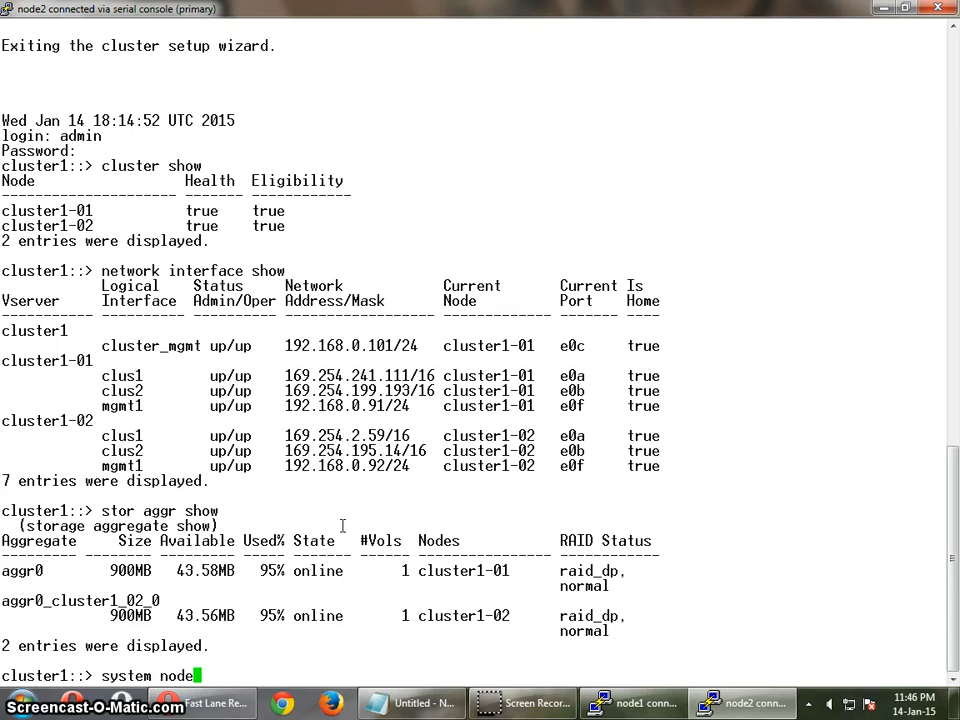 node2 connected via serial console (primary)
Exiting the cluster setup wizard.
Wed Jan 14 18:14:52 UTC 2015
login: admin
Password:
cluster1::> cluster show
Node                  Health  Eligibility
--------------------- ------- ------------
cluster1-01           true    true
cluster1-02           true    true
2 entries were displayed.
cluster1::> network interface show
            Logical    Status     Network            Current       Current Is
Vserver     Interface  Admin/Oper Address/Mask       Node          Port    Home
----------- ---------- ---------- ------------------ ------------- ------- ----
cluster1
            cluster_mgmt up/up    192.168.0.101/24   cluster1-01   e0c     true
cluster1-01
            clus1        up/up    169.254.241.111/16 cluster1-01   e0a     true
            clus2        up/up    169.254.199.193/16 cluster1-01   e0b     true
            mgmt1        up/up    192.168.0.91/24    cluster1-01   e0f     true
cluster1-02
            clus1        up/up    169.254.2.59/16    cluster1-02   e0a     true
            clus2        up/up    169.254.195.14/16  cluster1-02   e0b     true
            mgmt1        up/up    192.168.0.92/24    cluster1-02   e0f     true
7 entries were displayed.
cluster1::> stor aggr show
  (storage aggregate show)
Aggregate     Size Available Used% State   #Vols  Nodes            RAID Status
--------- -------- --------- ----- ------- ------ ---------------- ------------
aggr0        900MB   43.58MB   95% online       1 cluster1-01      raid_dp,
                                                                   normal
aggr0_cluster1_02_0
             900MB   43.56MB   95% online       1 cluster1-02      raid_dp,
                                                                   normal
2 entries were displayed.
cluster1::> system node
Fast Lane Re...
Untitled - N...
Screen Recor...
node1 conn...
node2 conn...
11:46 PM
14-Jan-15
Screencast-O-Matic.com